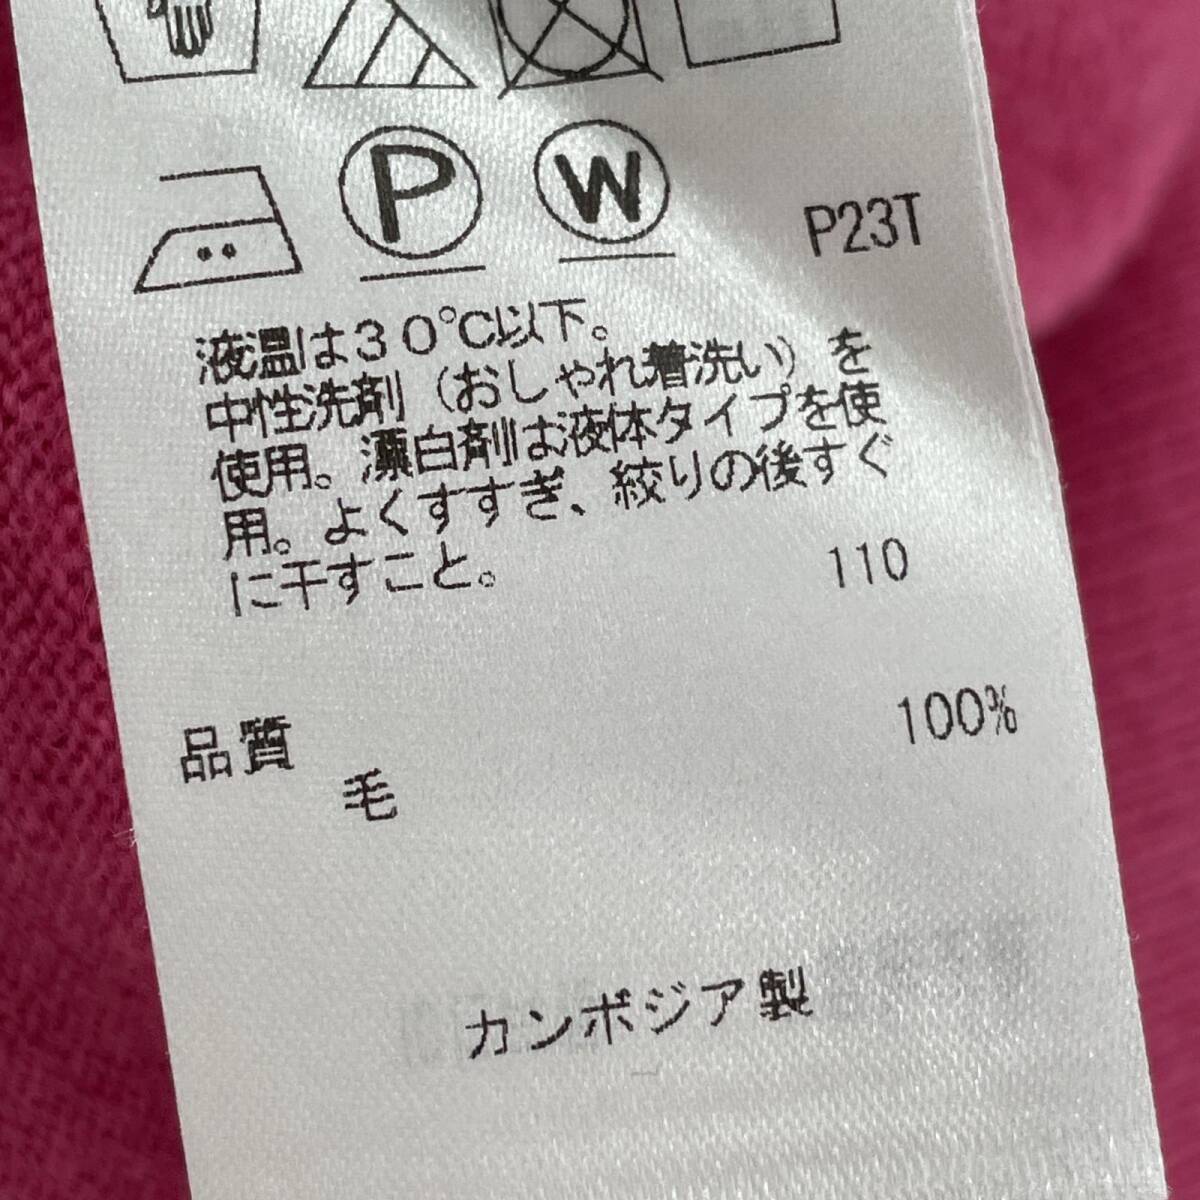 P
W
P23T
液温は30℃以下。
中性洗剤(おしゃれ着洗い)を
使用。漂白剤は液体タイプを使
用。よくすすぎ、絞りの後すぐ
に干すこと。
110
品質
100%
毛
カンボジア製